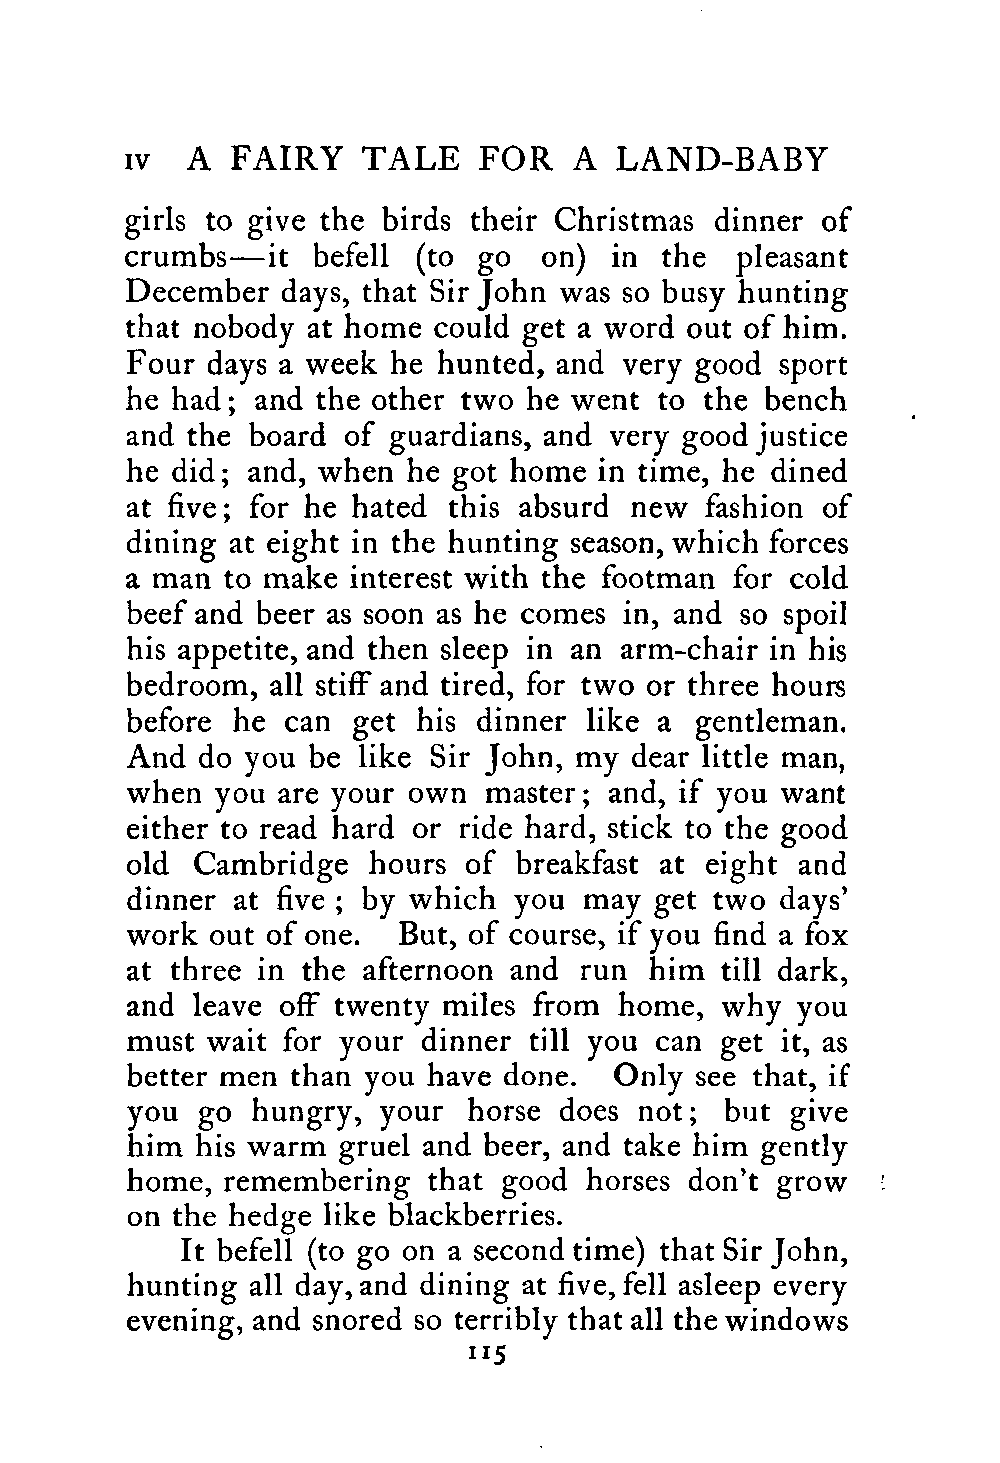 IV A FAIRY TALE FOR A LAND-BABY
girls to give the birds their Christmas dinner of
crumbs—it befell (to go on) in the pleasant
December days, that Sir John was so busy hunting
that nobody at home could get a word out of him.
Four days a week he hunted, and very good sport
he had; and the other two he went to the bench
and the board of guardians, and very good justice
he did; and, when he got home in time, he dined
at five; for he hated this absurd new fashion of
dining at eight in the hunting season, which forces
a man to make interest with the footman for cold
beef and beer as soon as he comes in, and so spoil
his appetite, and then sleep in an arm-chair in his
bedroom, all stiff and tired, for two or three hours
before he can get his dinner like a gentleman.
And do you be like Sir John, my dear little man,
when you are your own master; and, if you want
either to read hard or ride hard, stick to the good
old Cambridge hours of breakfast at eight and
dinner at five; by which you may get two days'
work out of one. But, of course, if you find a fox
at three in the afternoon and run him till dark,
and leave off twenty miles from home, why you
must wait for your dinner till you can get it, as
better men than you have done. Only see that, if
you go hungry, your horse does not; but give
him his warm gruel and beer, and take him gently
home, remembering that good horses don't grow
on the hedge like blackberries.
It befell (to go on a second time) that Sir John,
hunting all day, and dining at five, fell asleep every
evening, and snored so terribly that all the windows
115